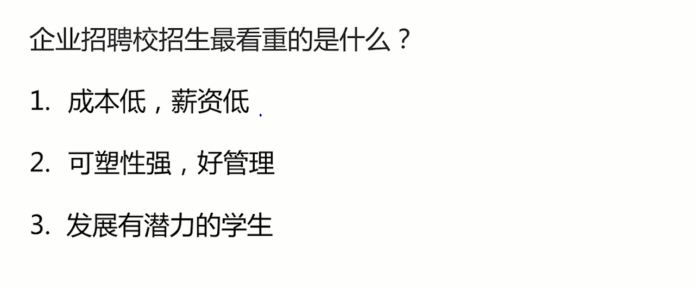 企业招聘校招生最看重的是什么？
1. 成本低，薪资低
2. 可塑性强，好管理
3. 发展有潜力的学生